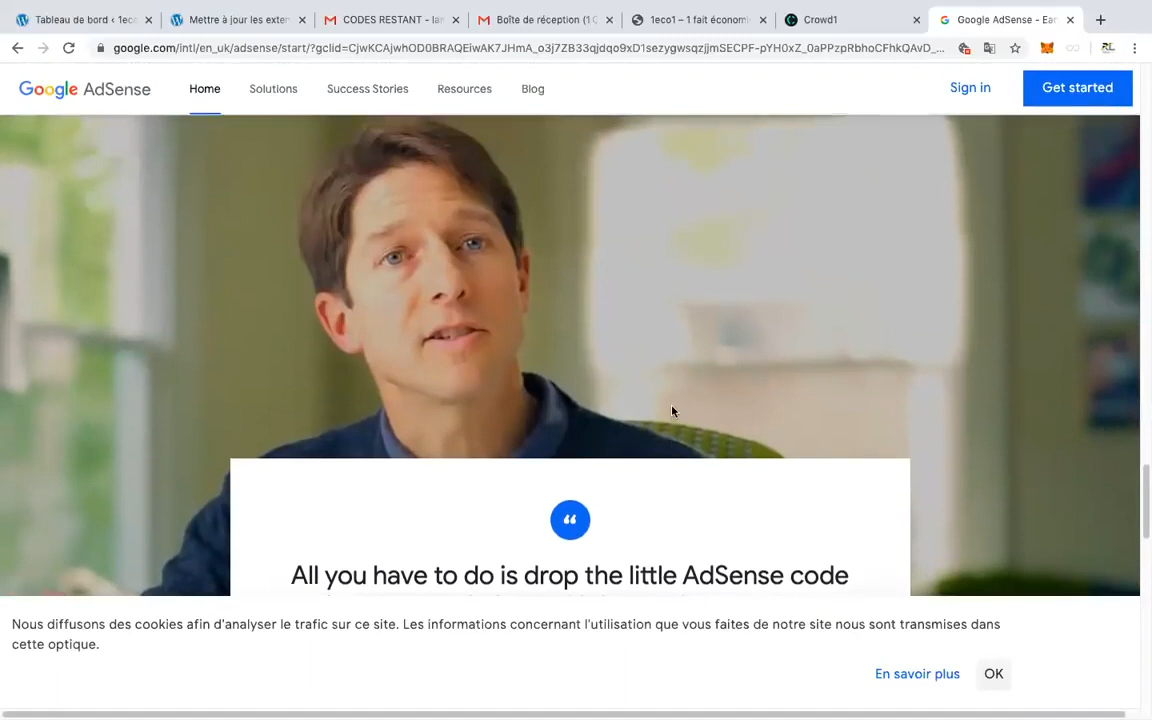 Tableau de bord ‹ 1eco
Mettre à jour les exten
CODES RESTANT - 
Boîte de réception (1
1eco1 – 1 fait économi
Crowd1
Google AdSense - Ear
google.com/intl/en_uk/adsense/start/?gclid=
Google AdSense
Home
Solutions
Success Stories
Resources
Blog
Sign in
Get started
“
All you have to do is drop the little AdSense code
Nous diffusons des cookies afin d'analyser le trafic sur ce site. Les informations concernant l'utilisation que vous faites de notre site nous sont transmises dans
cette optique.
En savoir plus
OK